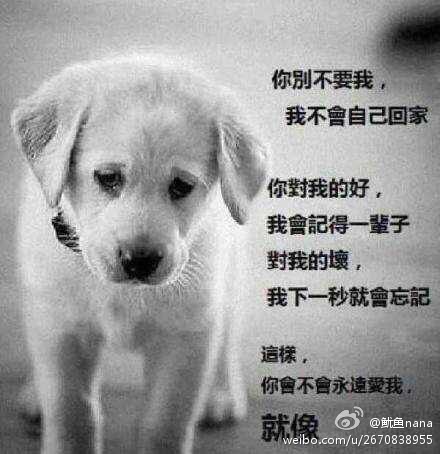 你別不要我，
我不會自己回家
你對我的好，
我會記得一輩子
對我的壞，
我下一秒就會忘記
這樣，
你會不會永遠愛我，
就像
@魷鱼nana
weibo.com/u/2670838955